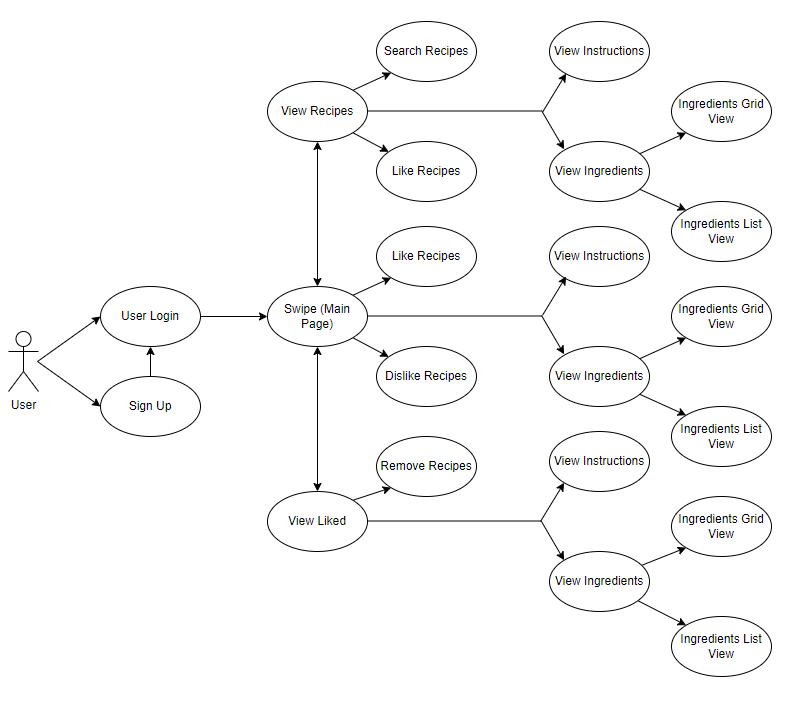 Search Recipes
View Instructions
View Recipes
Ingredients Grid
View
Like Recipes
View Ingredients
Ingredients List
View
Like Recipes
View Instructions
User Login
Swipe (Main
Page)
Ingredients Grid
View
Dislike Recipes
View Ingredients
User
Sign Up
Ingredients List
View
Remove Recipes
View Instructions
View Liked
Ingredients Grid
View
View Ingredients
Ingredients List
View